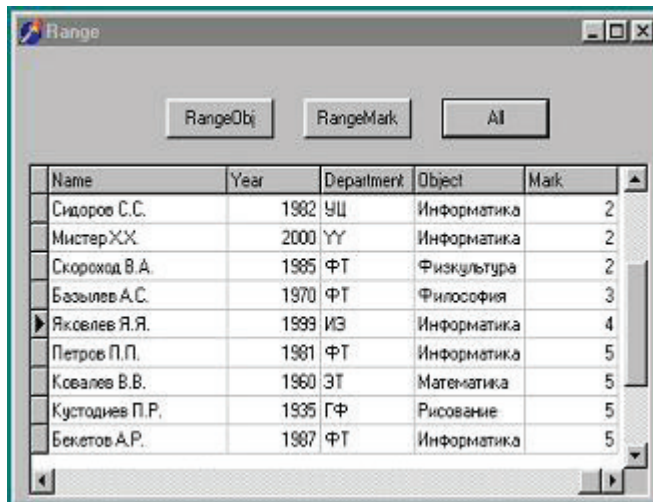 Range
RangeObj RangeMark All
Name Year Department Object Mark
Сидоров С.С. 1982 УЦ Информатика 2
Мистер Х.Х. 2000 YY Информатика 2
Скороход В.А. 1985 ФТ Физкультура 2
Базылев А.С. 1970 ФТ Философия 3
Яковлев Я.Я. 1999 ИЭ Информатика 4
Петров П.П. 1981 ФТ Информатика 5
Ковалев В.В. 1960 ЭТ Математика 5
Кустодиев П.Р. 1935 ГФ Рисование 5
Бекетов А.Р. 1987 ФТ Информатика 5